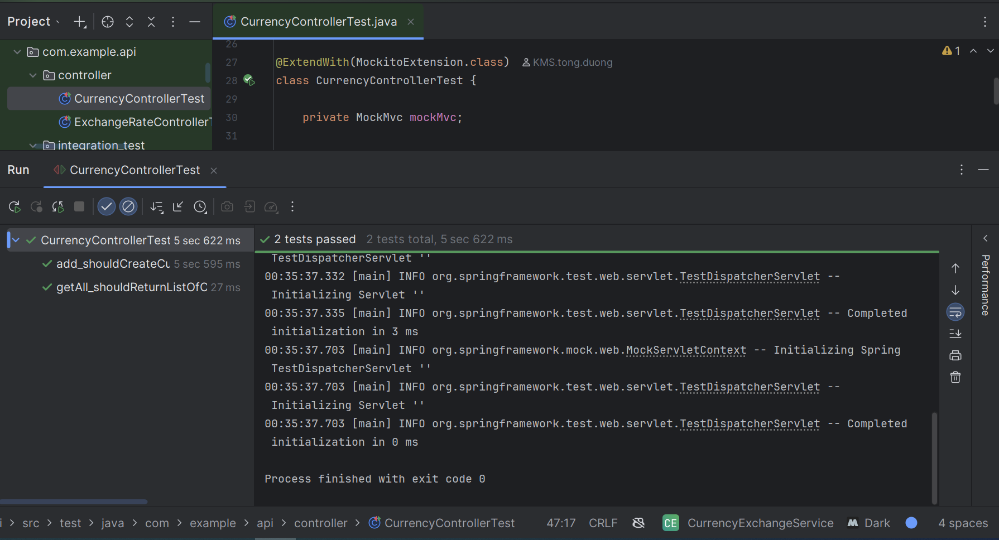 Project
CurrencyControllerTest.java
com.example.api
controller
CurrencyControllerTest
ExchangeRateController
integration_test
26
27 @ExtendWith(MockitoExtension.class) KMS.tong.duong
28 class CurrencyControllerTest {
29
30 private MockMvc mockMvc;
31
1
Run
CurrencyControllerTest
CurrencyControllerTest 5 sec 622 ms
add_shouldCreateCu 5 sec 595 ms
getAll_shouldReturnListOfC 27 ms
2 tests passed 2 tests total, 5 sec 622 ms
TestDispatcherServlet ''
00:35:37.332 [main] INFO org.springframework.test.web.servlet.TestDispatcherServlet --
Initializing Servlet ''
00:35:37.335 [main] INFO org.springframework.test.web.servlet.TestDispatcherServlet -- Completed
initialization in 3 ms
00:35:37.703 [main] INFO org.springframework.mock.web.MockServletContext -- Initializing Spring
TestDispatcherServlet ''
00:35:37.703 [main] INFO org.springframework.test.web.servlet.TestDispatcherServlet --
Initializing Servlet ''
00:35:37.703 [main] INFO org.springframework.test.web.servlet.TestDispatcherServlet -- Completed
initialization in 0 ms
Process finished with exit code 0
Performance
i > src > test > java > com > example > api > controller > CurrencyControllerTest
47:17 CRLF CE CurrencyExchangeService Dark 4 spaces